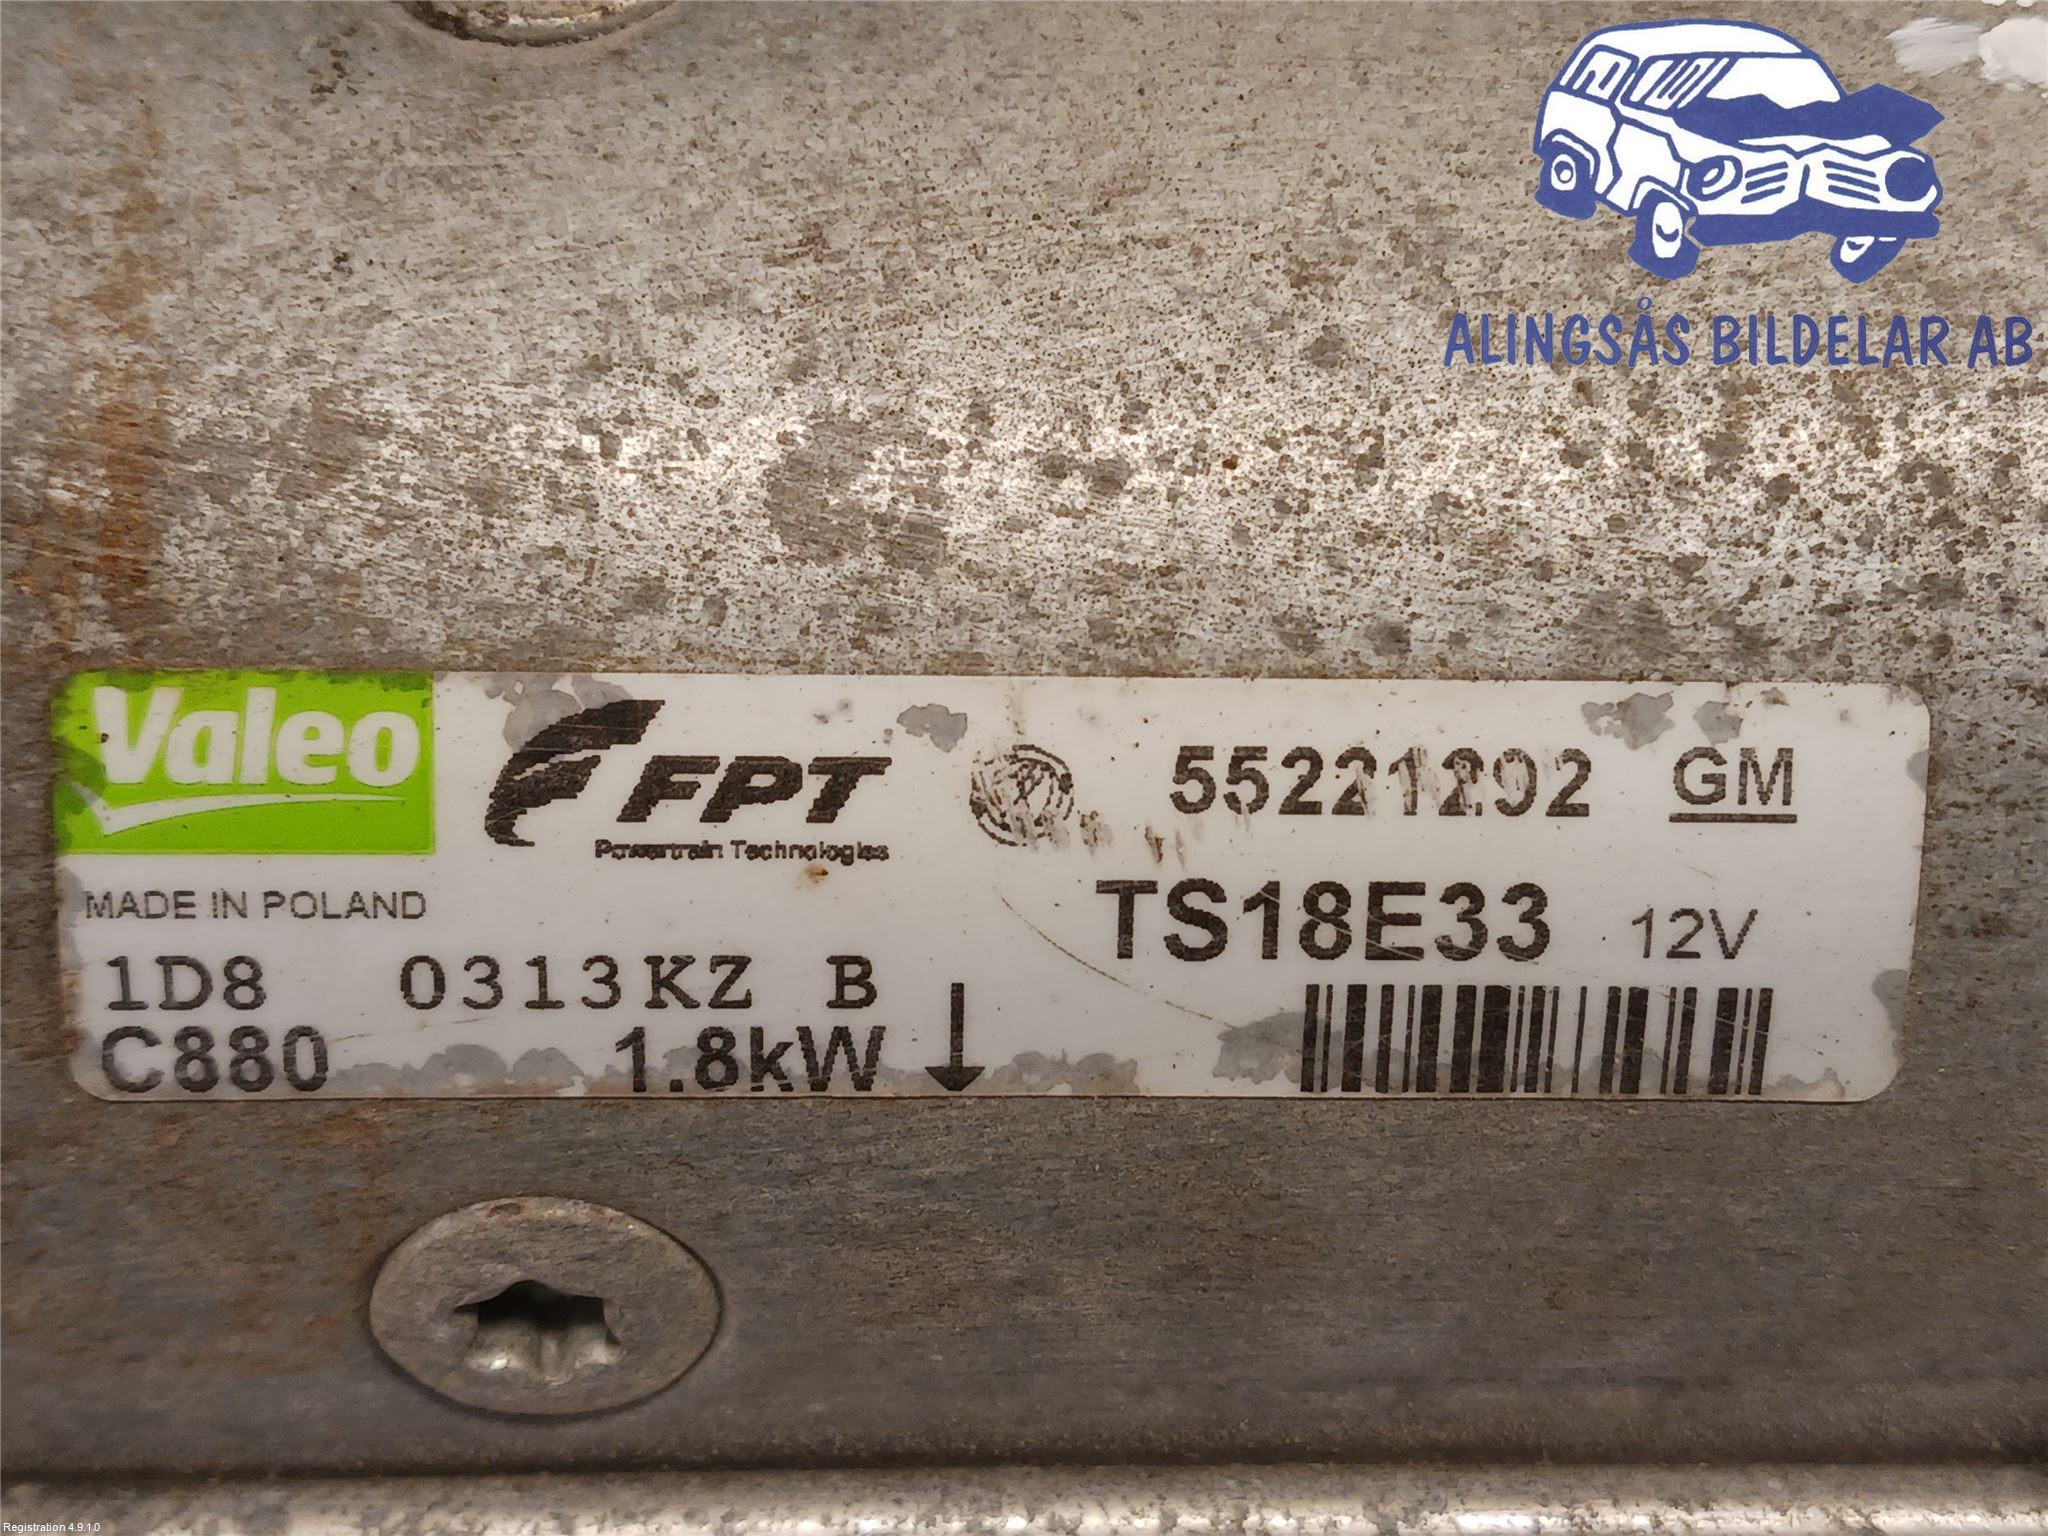 ALINGSÅS BILDELAR AB
Valeo
FPT
Powertrain Technologies
55221292 GM
MADE IN POLAND
TS18E33 12V
1D8 0313KZ B
C880 1.8kW
Registration 4.9.1.0